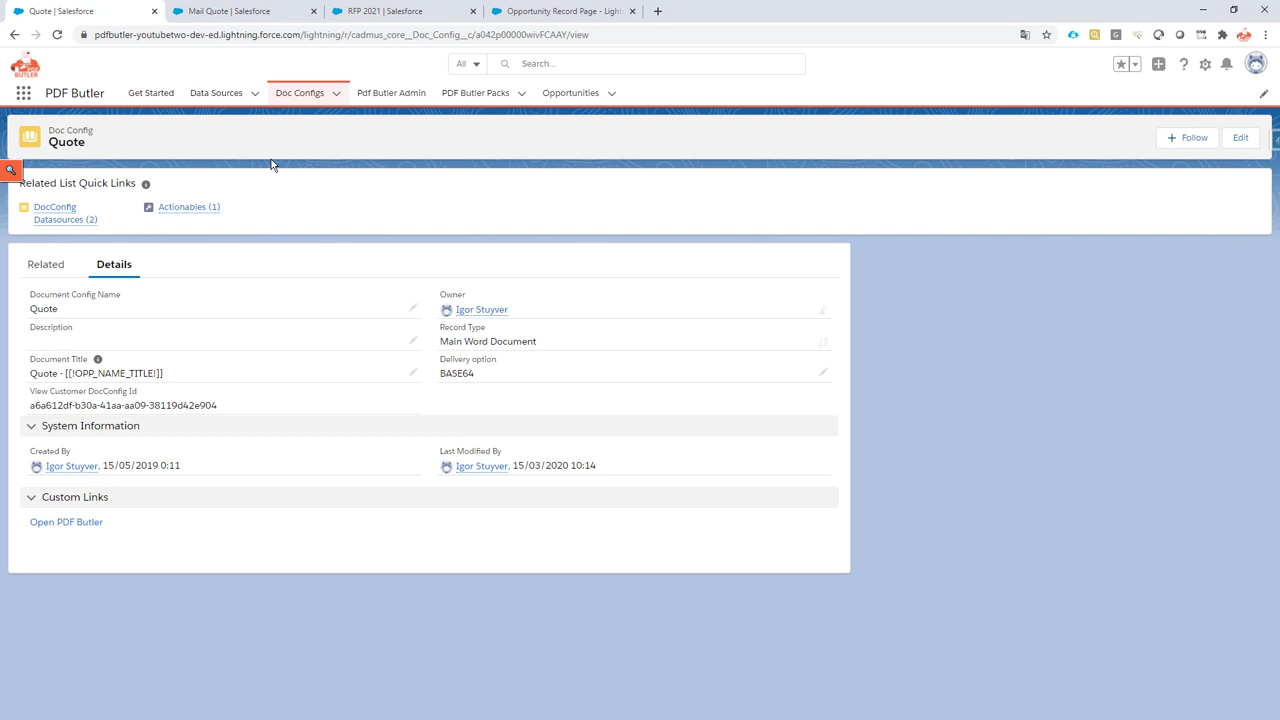 Quote | Salesforce
Mail Quote | Salesforce
RFP 2021 | Salesforce
Opportunity Record Page - Light
pdfbutler-youtubetwo-dev-ed.lightning.force.com/lightning/r/cadmus_core__Doc_Config__c/a042p00000wivFCAAY/view
BUTLER
All
Search...
PDF Butler
Get Started
Data Sources
Doc Configs
Pdf Butler Admin
PDF Butler Packs
Opportunities
Doc Config
Quote
+ Follow
Edit
Related List Quick Links
DocConfig
Datasources (2)
Actionables (1)
Related
Details
Document Config Name
Quote
Owner
Igor Stuyver
Description
Record Type
Main Word Document
Document Title
Quote - [[!OPP_NAME_TITLE!]]
Delivery option
BASE64
View Customer DocConfig Id
a6a612df-b30a-41aa-aa09-38119d42e904
System Information
Created By
Igor Stuyver, 15/05/2019 0:11
Last Modified By
Igor Stuyver, 15/03/2020 10:14
Custom Links
Open PDF Butler